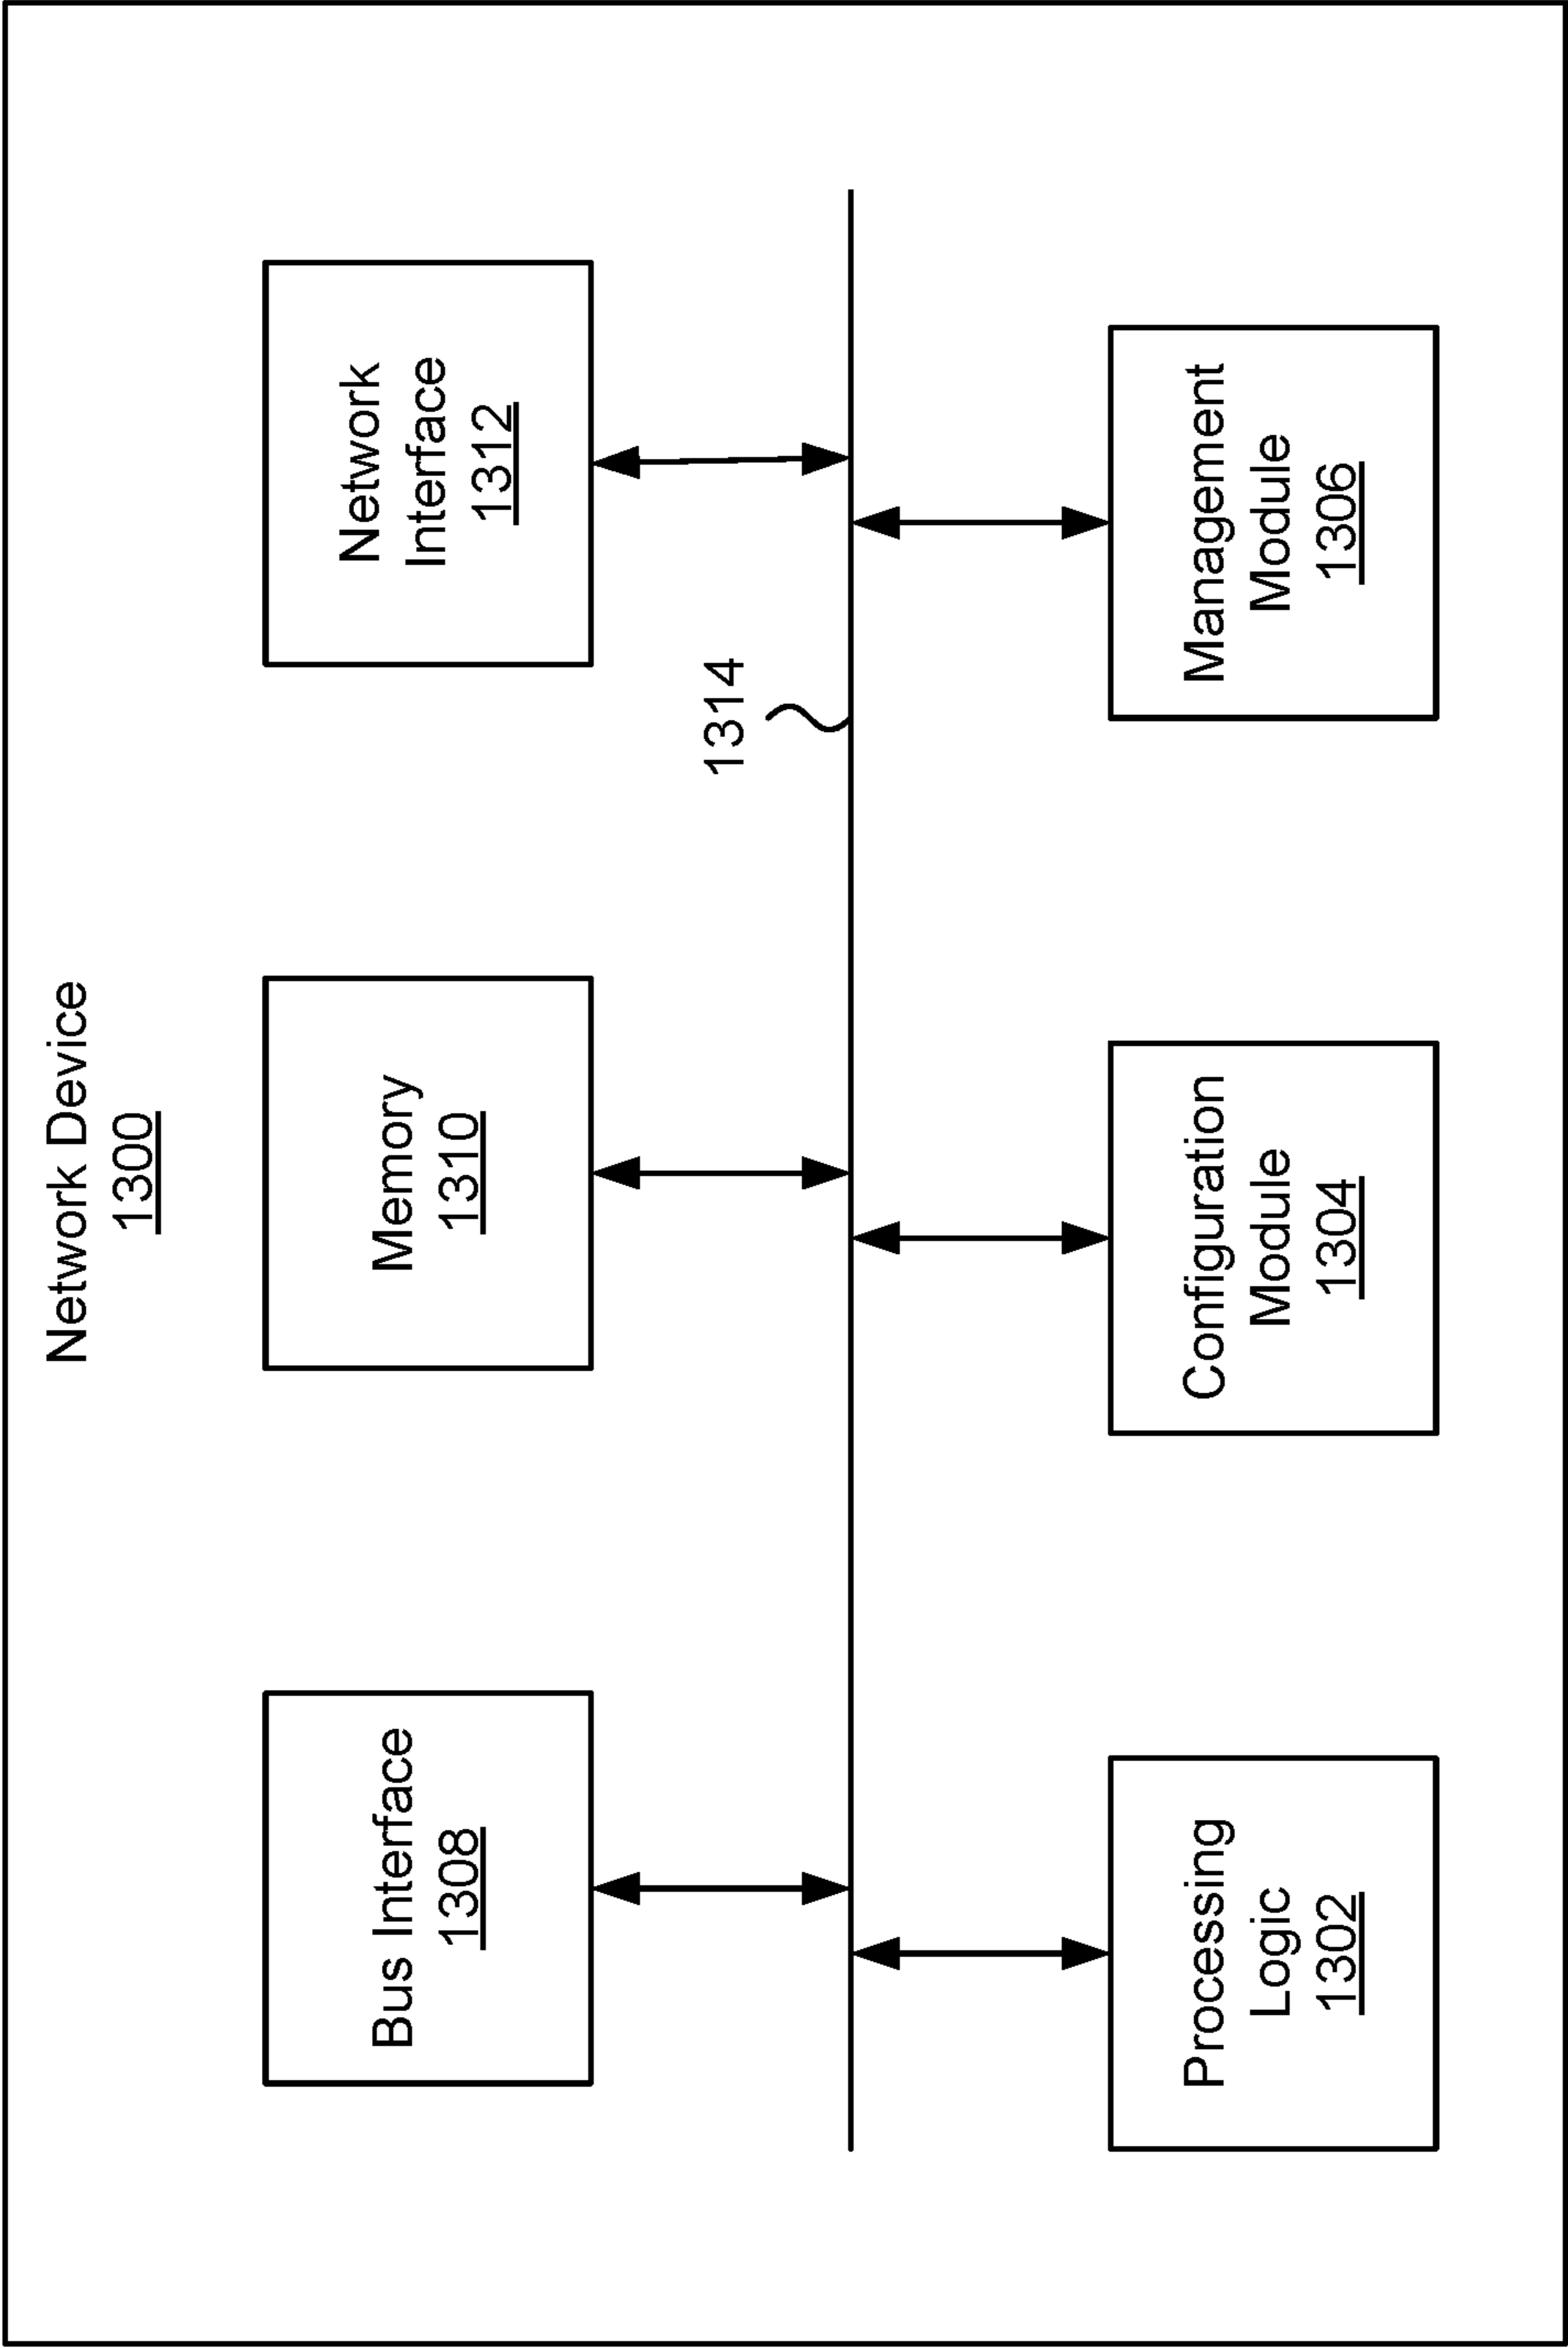 Network Device
1300
Bus Interface
1308
Memory
1310
Network
Interface
1312
1314
Processing
Logic
1302
Configuration
Module
1304
Management
Module
1306